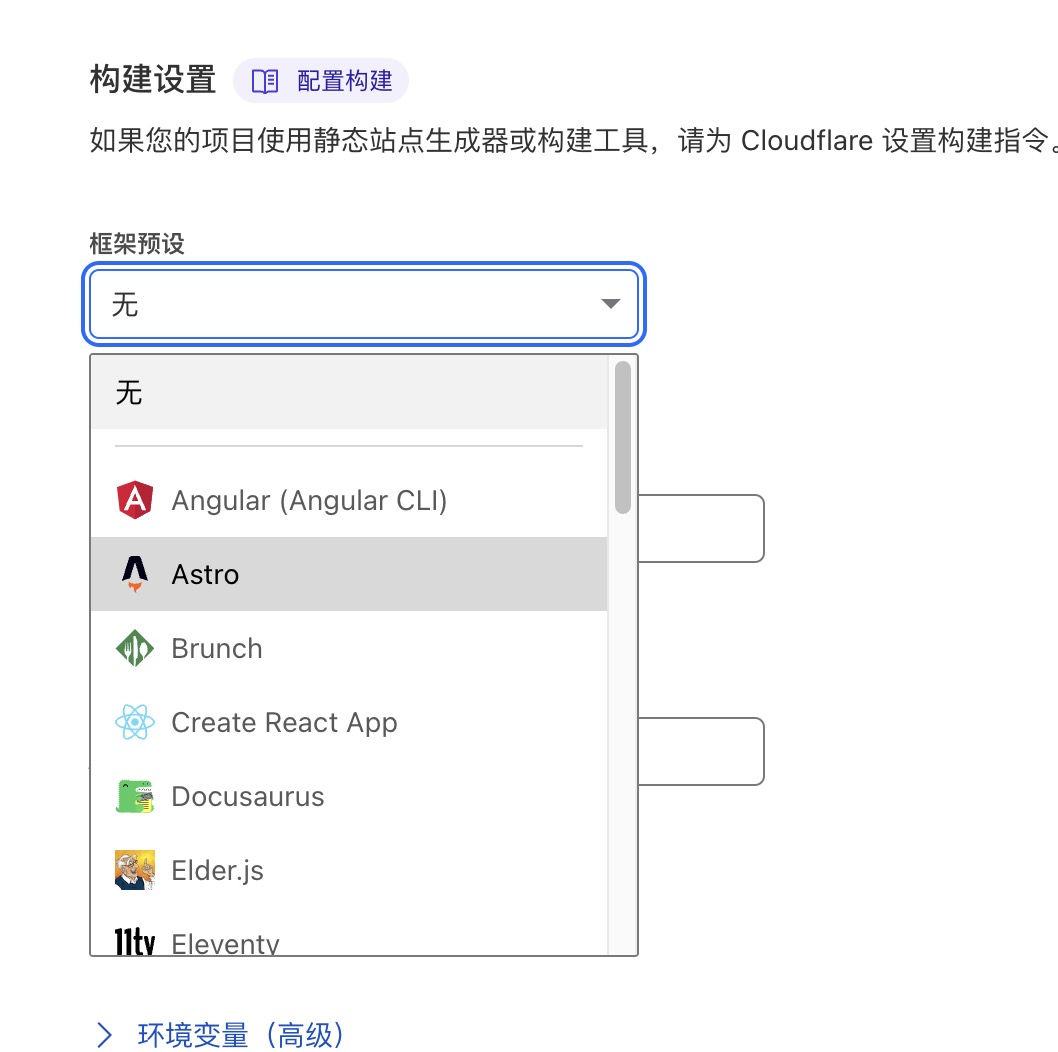 构建设置 配置构建
如果您的项目使用静态站点生成器或构建工具，请为 Cloudflare 设置构建指令。
框架预设
无
无
Angular (Angular CLI)
Astro
Brunch
Create React App
Docusaurus
Elder.js
11ty Eleventy
环境变量（高级）